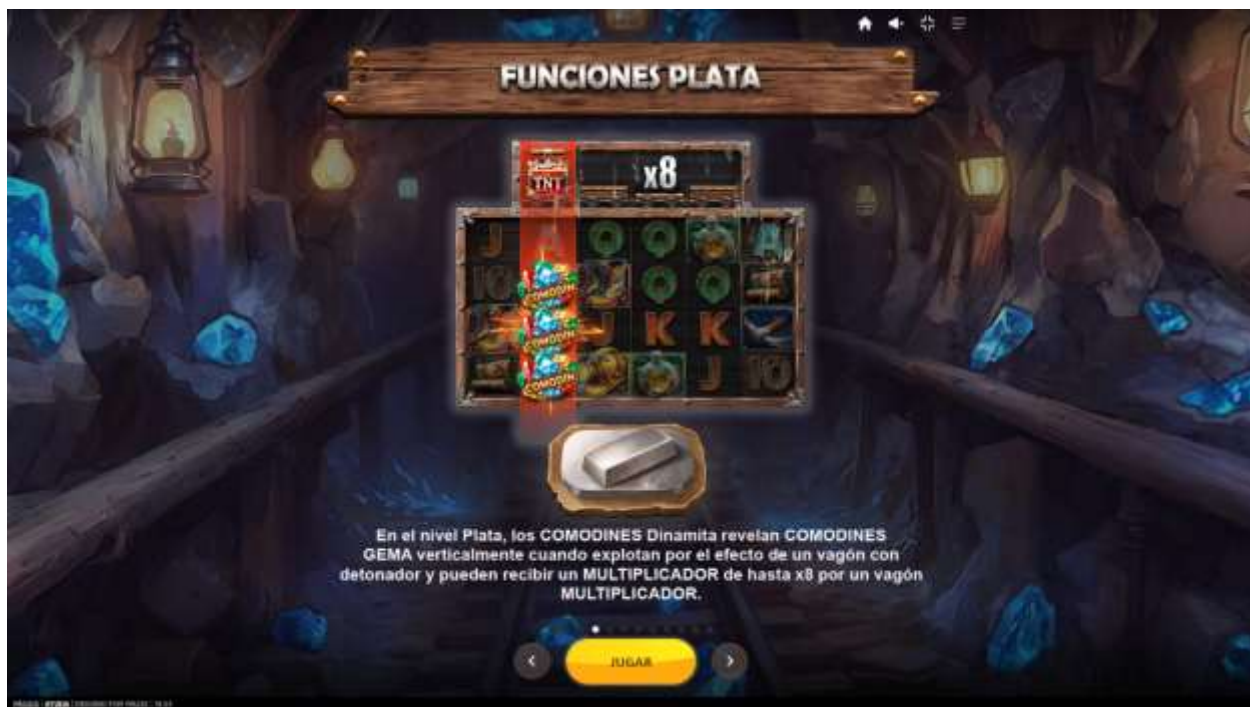 FUNCIONES PLATA
TNT
x8
J
10
COMODÍN
K
K
COMODÍN
COMODÍN
J
10
En el nivel Plata, los COMODINES Dinamita revelan COMODINES
GEMA verticalmente cuando explotan por el efecto de un vagón con
detonador y pueden recibir un MULTIPLICADOR de hasta x8 por un vagón
MULTIPLICADOR.
JUGAR